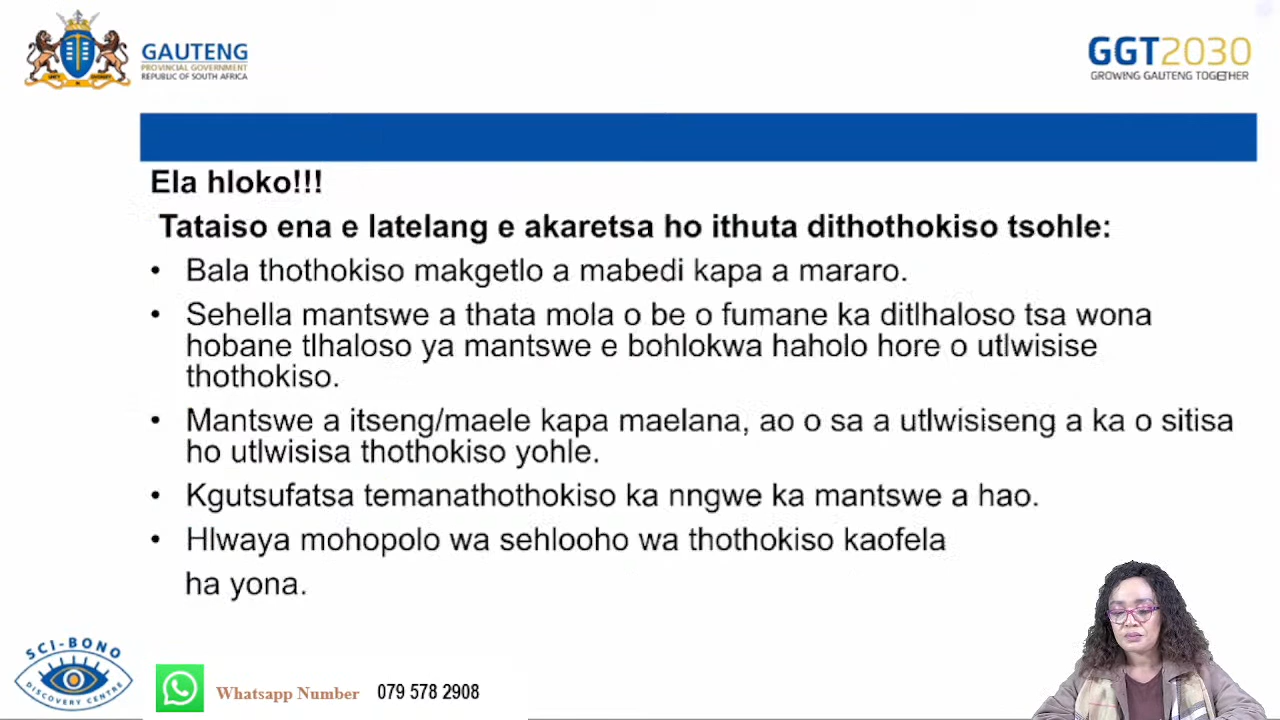 GAUTENG
PROVINCIAL GOVERNMENT
REPUBLIC OF SOUTH AFRICA
GGT2030
GROWING GAUTENG TOGETHER
Ela hloko!!!
Tataiso ena e latelang e akaretsa ho ithuta dithothokiso tsohle:
• Bala thothokiso makgetlo a mabedi kapa a mararo.
• Sehella mantswe a thata mola o be o fumane ka ditlhaloso tsa wona
hobane tlhaloso ya mantswe e bohlokwa haholo hore o utlwisise
thothokiso.
• Mantswe a itseng/maele kapa maelana, ao o sa a utlwisiseng a ka o sitisa
ho utlwisisa thothokiso yohle.
• Kgutsufatsa temanathothokiso ka nngwe ka mantswe a hao.
• Hlwaya mohopolo wa sehlooho wa thothokiso kaofela
ha yona.
SCI-BONO
DISCOVERY CENTRE
Whatsapp Number 079 578 2908